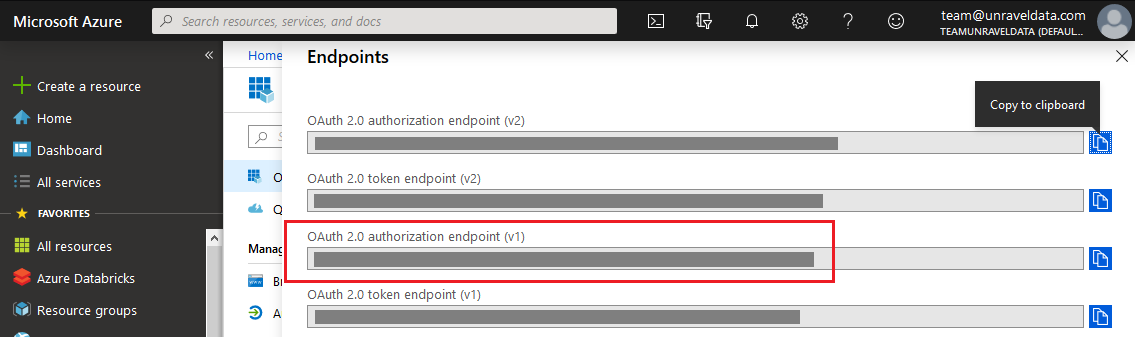 Microsoft Azure
Search resources, services, and docs
team@unraveldata.com
TEAMUNRAVELDATA (DEFAUL...
Create a resource
Home
Dashboard
All services
FAVORITES
All resources
Azure Databricks
Resource groups
Home
Manag
Endpoints
Copy to clipboard
OAuth 2.0 authorization endpoint (v2)
OAuth 2.0 token endpoint (v2)
OAuth 2.0 authorization endpoint (v1)
OAuth 2.0 token endpoint (v1)